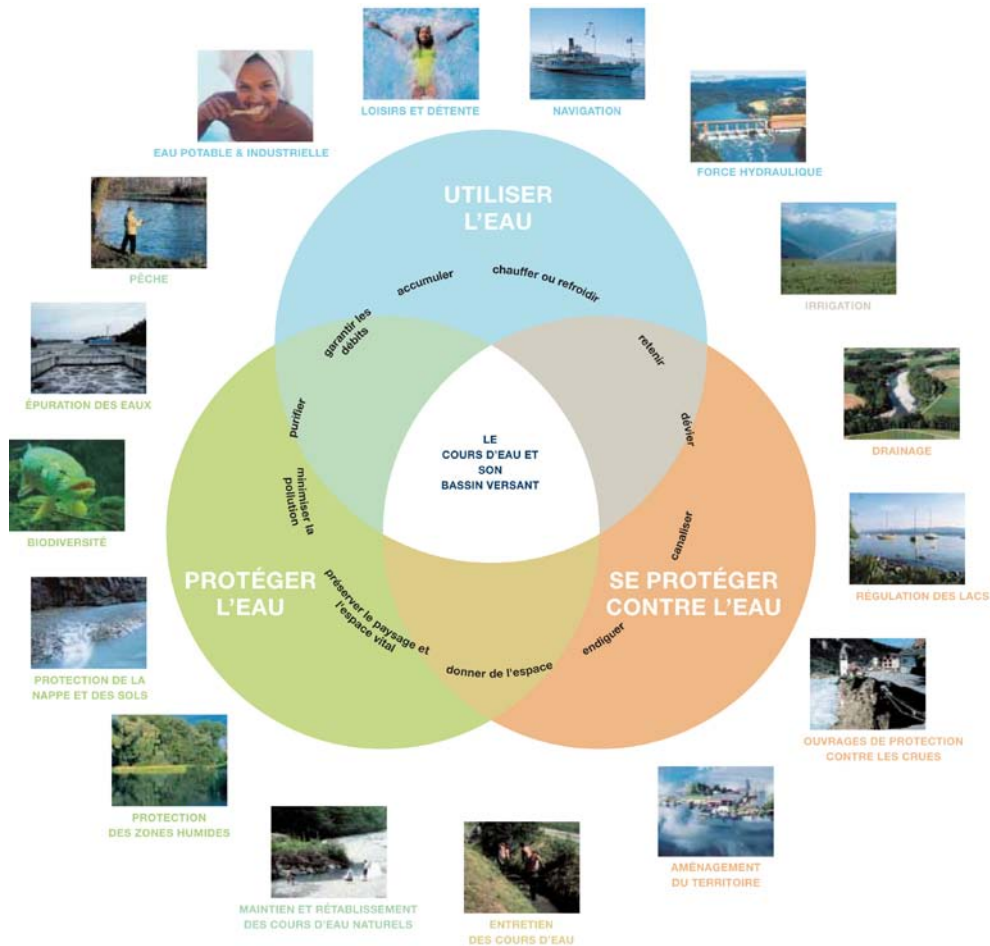 LOISIRS ET DÉTENTE
NAVIGATION
EAU POTABLE & INDUSTRIELLE
FORCE HYDRAULIQUE
UTILISER
L'EAU
PÊCHE
IRRIGATION
accumuler
chauffer ou refroidir
garantir les
débits
retenir
ÉPURATION DES EAUX
purifier
dévier
DRAINAGE
LE
COURS D'EAU ET
SON
BASSIN VERSANT
minimiser la
pollution
canaliser
BIODIVERSITÉ
PROTÉGER
L'EAU
SE PROTÉGER
CONTRE L'EAU
RÉGULATION DES LACS
préserver le paysage et
l'espace vital
donner de l'espace
endiguer
PROTECTION DE LA
NAPPE ET DES SOLS
OUVRAGES DE PROTECTION
CONTRE LES CRUES
PROTECTION
DES ZONES HUMIDES
AMÉNAGEMENT
DU TERRITOIRE
MAINTIEN ET RÉTABLISSEMENT
DES COURS D'EAU NATURELS
ENTRETIEN
DES COURS D'EAU